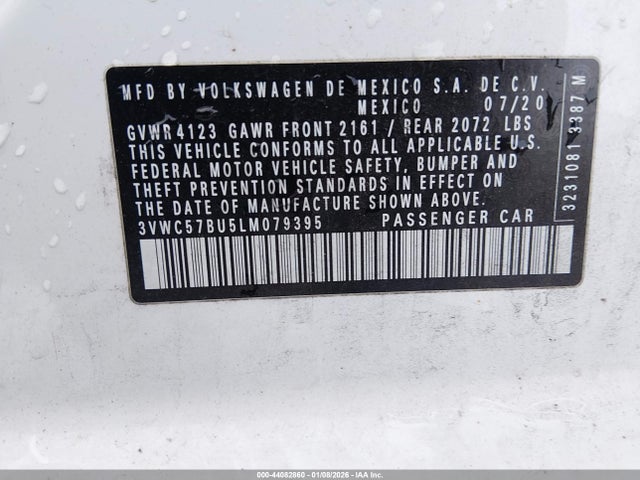 MFD BY VOLKSWAGEN DE MEXICO S.A. DE C.V.
MEXICO 07/20
GVWR 4123 GAWR FRONT 2161 / REAR 2072 LBS
THIS VEHICLE CONFORMS TO ALL APPLICABLE U.S.
FEDERAL MOTOR VEHICLE SAFETY, BUMPER AND
THEFT PREVENTION STANDARDS IN EFFECT ON
THE DATE OF MANUFACTURE SHOWN ABOVE.
3VWC57BU5LM079395 PASSENGER CAR
3231081 3387 M
000-44082860 - 01/08/2026 - IAA Inc.